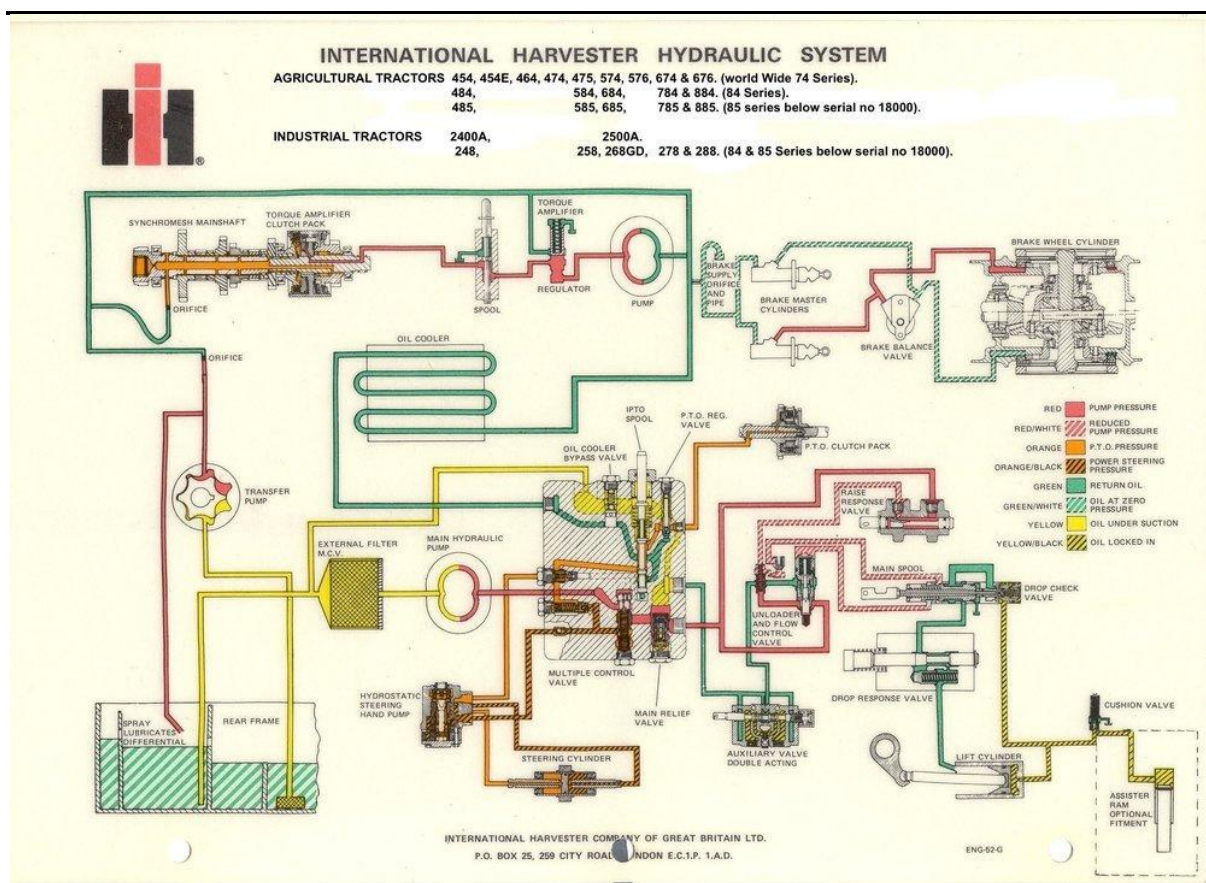 INTERNATIONAL HARVESTER HYDRAULIC SYSTEM
AGRICULTURAL TRACTORS 454, 454E, 464, 474, 475, 574, 576, 674 & 676. (world Wide 74 Series).
484, 584, 684, 784 & 884. (84 Series).
485, 585, 685, 785 & 885. (85 series below serial no 18000).
INDUSTRIAL TRACTORS 2400A, 2500A.
248, 258, 268GD, 278 & 288. (84 & 85 Series below serial no 18000).
IH®
SYNCHROMESH MAINSHAFT
TORQUE AMPLIFIER
CLUTCH PACK
ORIFICE
SPOOL
TORQUE
AMPLIFIER
REGULATOR
PUMP
BRAKE
SUPPLY
ORIFICE
AND
PIPE
BRAKE MASTER
CYLINDERS
BRAKE WHEEL CYLINDER
BRAKE BALANCE
VALVE
ORIFICE
OIL COOLER
RED PUMP PRESSURE
RED/WHITE REDUCED
PUMP PRESSURE
ORANGE P.T.O. PRESSURE
ORANGE/BLACK POWER STEERING
PRESSURE
GREEN RETURN OIL
GREEN/WHITE OIL AT ZERO
PRESSURE
YELLOW OIL UNDER SUCTION
YELLOW/BLACK OIL LOCKED IN
IPTO
SPOOL
P.T.O. REG.
VALVE
P.T.O. CLUTCH PACK
OIL COOLER
BYPASS VALVE
TRANSFER
PUMP
EXTERNAL FILTER
M.C.V.
MAIN HYDRAULIC
PUMP
RAISE
RESPONSE
VALVE
MAIN SPOOL
DROP CHECK
VALVE
UNLOADER
AND FLOW
CONTROL
VALVE
MULTIPLE CONTROL
VALVE
DROP RESPONSE VALVE
HYDROSTATIC
STEERING
HAND PUMP
MAIN RELIEF
VALVE
CUSHION VALVE
SPRAY
LUBRICATES
DIFFERENTIAL
REAR FRAME
STEERING CYLINDER
AUXILIARY VALVE
DOUBLE ACTING
LIFT CYLINDER
ASSISTER
RAM
OPTIONAL
FITMENT
INTERNATIONAL HARVESTER COMPANY OF GREAT BRITAIN LTD.
P.O. BOX 25, 259 CITY ROAD, LONDON E.C.1P. 1.A.D.
ENG-52-G